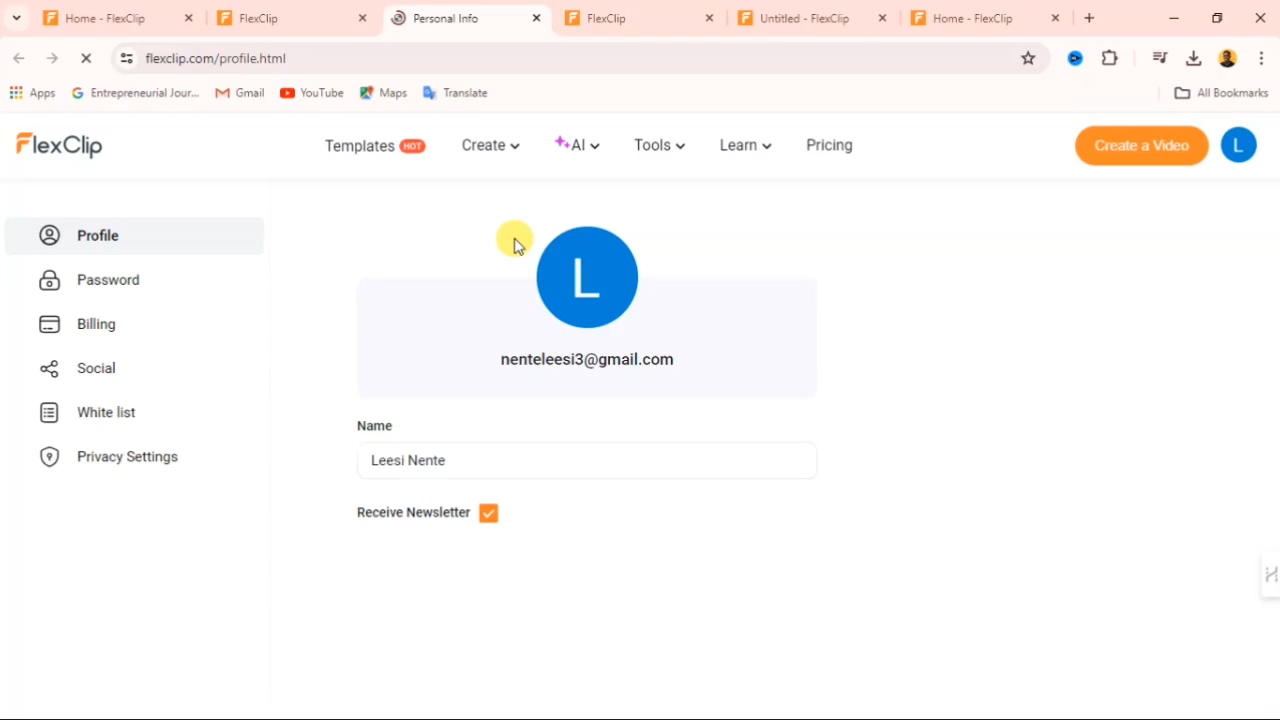 Home - FlexClip
FlexClip
Personal Info
FlexClip
Untitled - FlexClip
Home - FlexClip
flexclip.com/profile.html
Apps
Entrepreneurial Jour...
Gmail
YouTube
Maps
Translate
All Bookmarks
FlexClip
Templates HOT
Create
AI
Tools
Learn
Pricing
Create a Video
L
Profile
Password
Billing
Social
White list
Privacy Settings
L
nenteleesi3@gmail.com
Name
Leesi Nente
Receive Newsletter